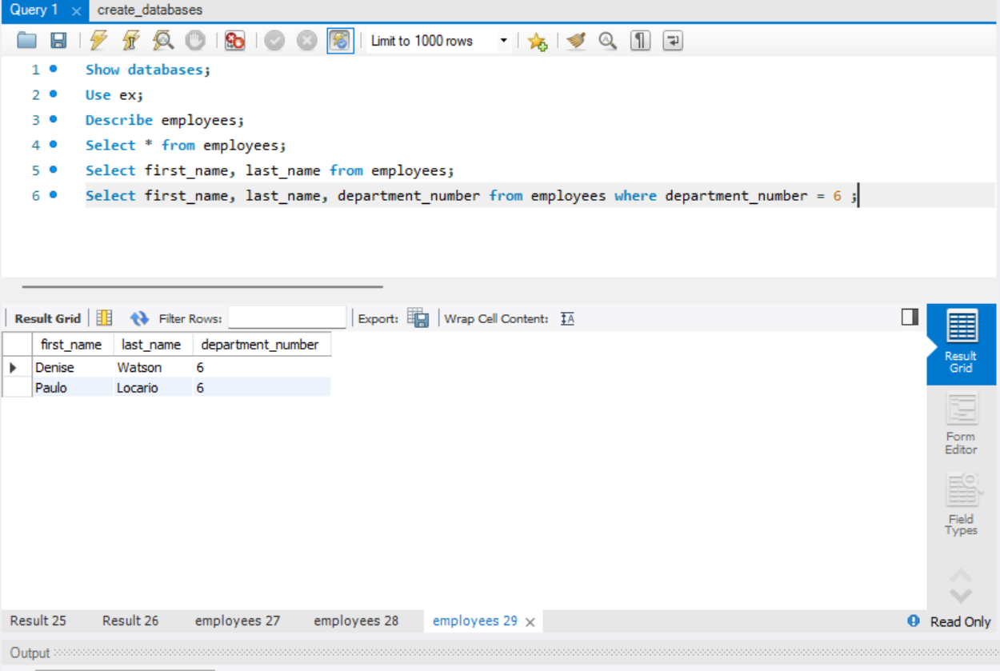 Query 1 × create_databases
Limit to 1000 rows
1 Show databases;
2 Use ex;
3 Describe employees;
4 Select * from employees;
5 Select first_name, last_name from employees;
6 Select first_name, last_name, department_number from employees where department_number = 6 ;
Result Grid Filter Rows: Export: Wrap Cell Content: IA
first_name last_name department_number
Denise Watson 6
Paulo Locario 6
Result
Grid
Form
Editor
Field
Types
Result 25 Result 26 employees 27 employees 28 employees 29 × Read Only
Output